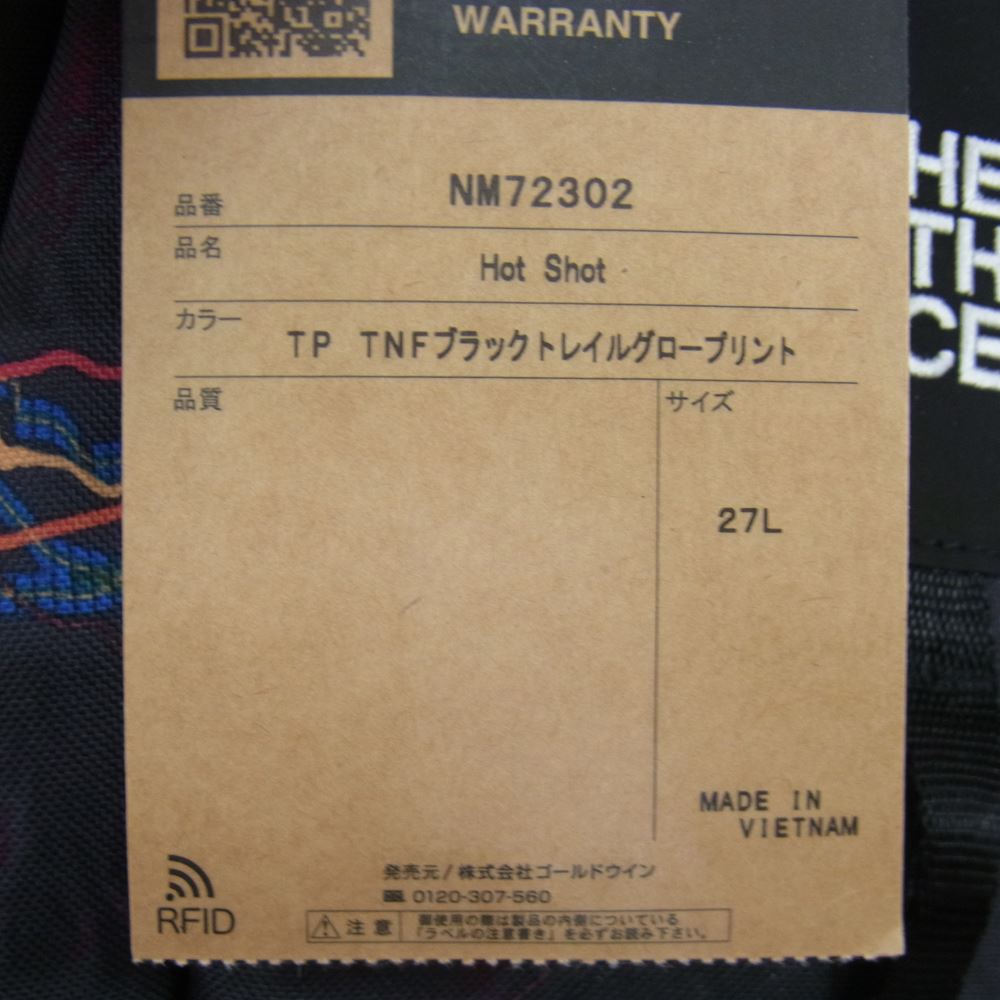 WARRANTY
品番 NM72302
品名 Hot Shot
カラー TP TNFブラックトレイルグロープリント
品質
サイズ
27L
MADE IN
VIETNAM
発売元/株式会社ゴールドウイン
0120-307-560
RFID
注意
御使用の際は製品の内側についている
「ラベルの注意書き」を必ずお読み下さい。
HE
TH
CE